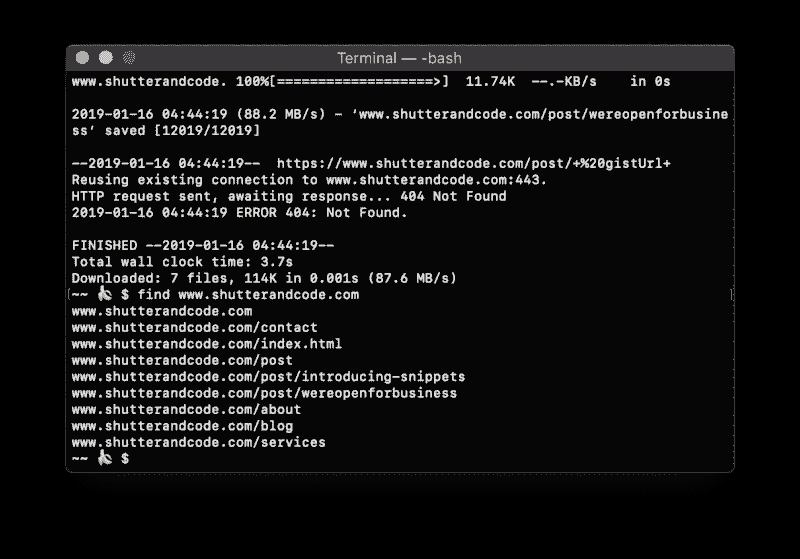 Terminal — -bash
www.shutterandcode. 100%[===================>]  11.74K  --.-KB/s    in 0s
2019-01-16 04:44:19 (88.2 MB/s) - ‘www.shutterandcode.com/post/wereopenforbusine
ss’ saved [12019/12019]
--2019-01-16 04:44:19--  https://www.shutterandcode.com/post/+%20gistUrl+
Reusing existing connection to www.shutterandcode.com:443.
HTTP request sent, awaiting response... 404 Not Found
2019-01-16 04:44:19 ERROR 404: Not Found.
FINISHED --2019-01-16 04:44:19--
Total wall clock time: 3.7s
Downloaded: 7 files, 114K in 0.001s (87.6 MB/s)
[~~ 🍌 $ find www.shutterandcode.com ]
www.shutterandcode.com
www.shutterandcode.com/contact
www.shutterandcode.com/index.html
www.shutterandcode.com/post
www.shutterandcode.com/post/introducing-snippets
www.shutterandcode.com/post/wereopenforbusiness
www.shutterandcode.com/about
www.shutterandcode.com/blog
www.shutterandcode.com/services
~~ 🍌 $